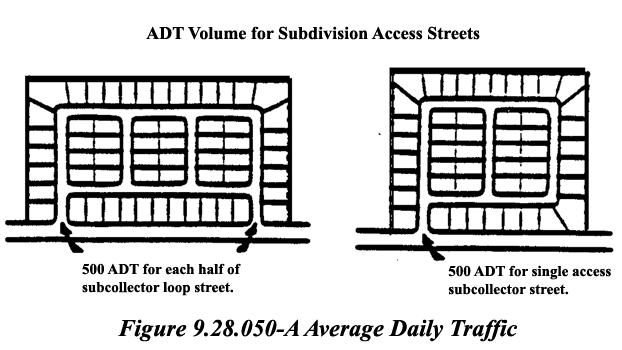 ADT Volume for Subdivision Access Streets
500 ADT for each half of
subcollector loop street.
500 ADT for single access
subcollector street.
Figure 9.28.050-A Average Daily Traffic